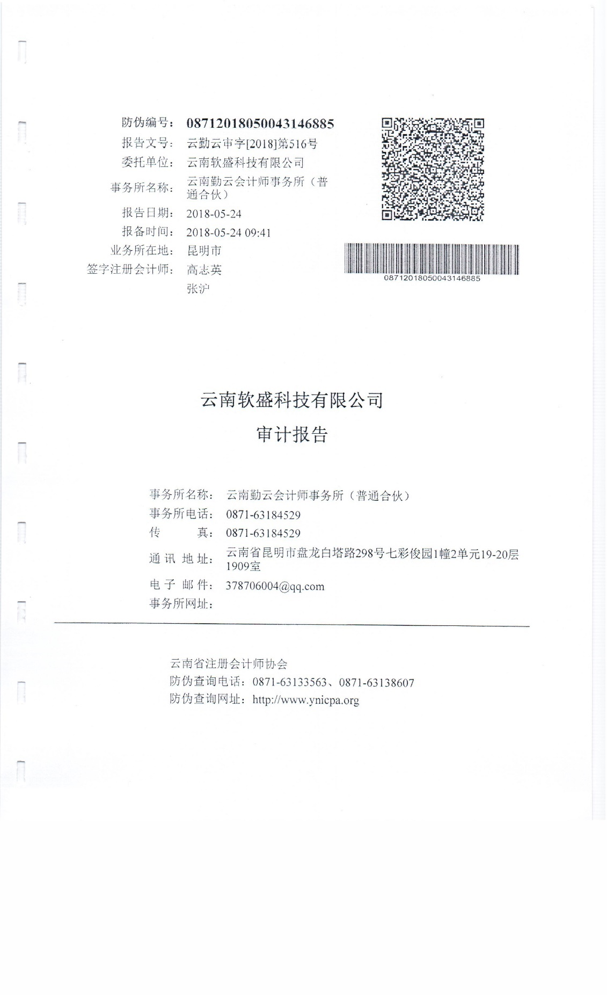 防伪编号: 08712018050043146885
报告文号: 云勤云审字[2018]第516号
委托单位: 云南软盛科技有限公司
事务所名称: 云南勤云会计师事务所（普
通合伙）
报告日期: 2018-05-24
报备时间: 2018-05-24 09:41
业务所在地: 昆明市
签字注册会计师: 高志英
张沪
08712018050043146885
云南软盛科技有限公司
审计报告
事务所名称: 云南勤云会计师事务所（普通合伙）
事务所电话: 0871-63184529
传 真: 0871-63184529
通 讯 地 址: 云南省昆明市盘龙白塔路298号七彩俊园1幢2单元19-20层
1909室
电 子 邮 件: 378706004@qq.com
事务所网址:
云南省注册会计师协会
防伪查询电话: 0871-63133563、0871-63138607
防伪查询网址: http://www.ynicpa.org